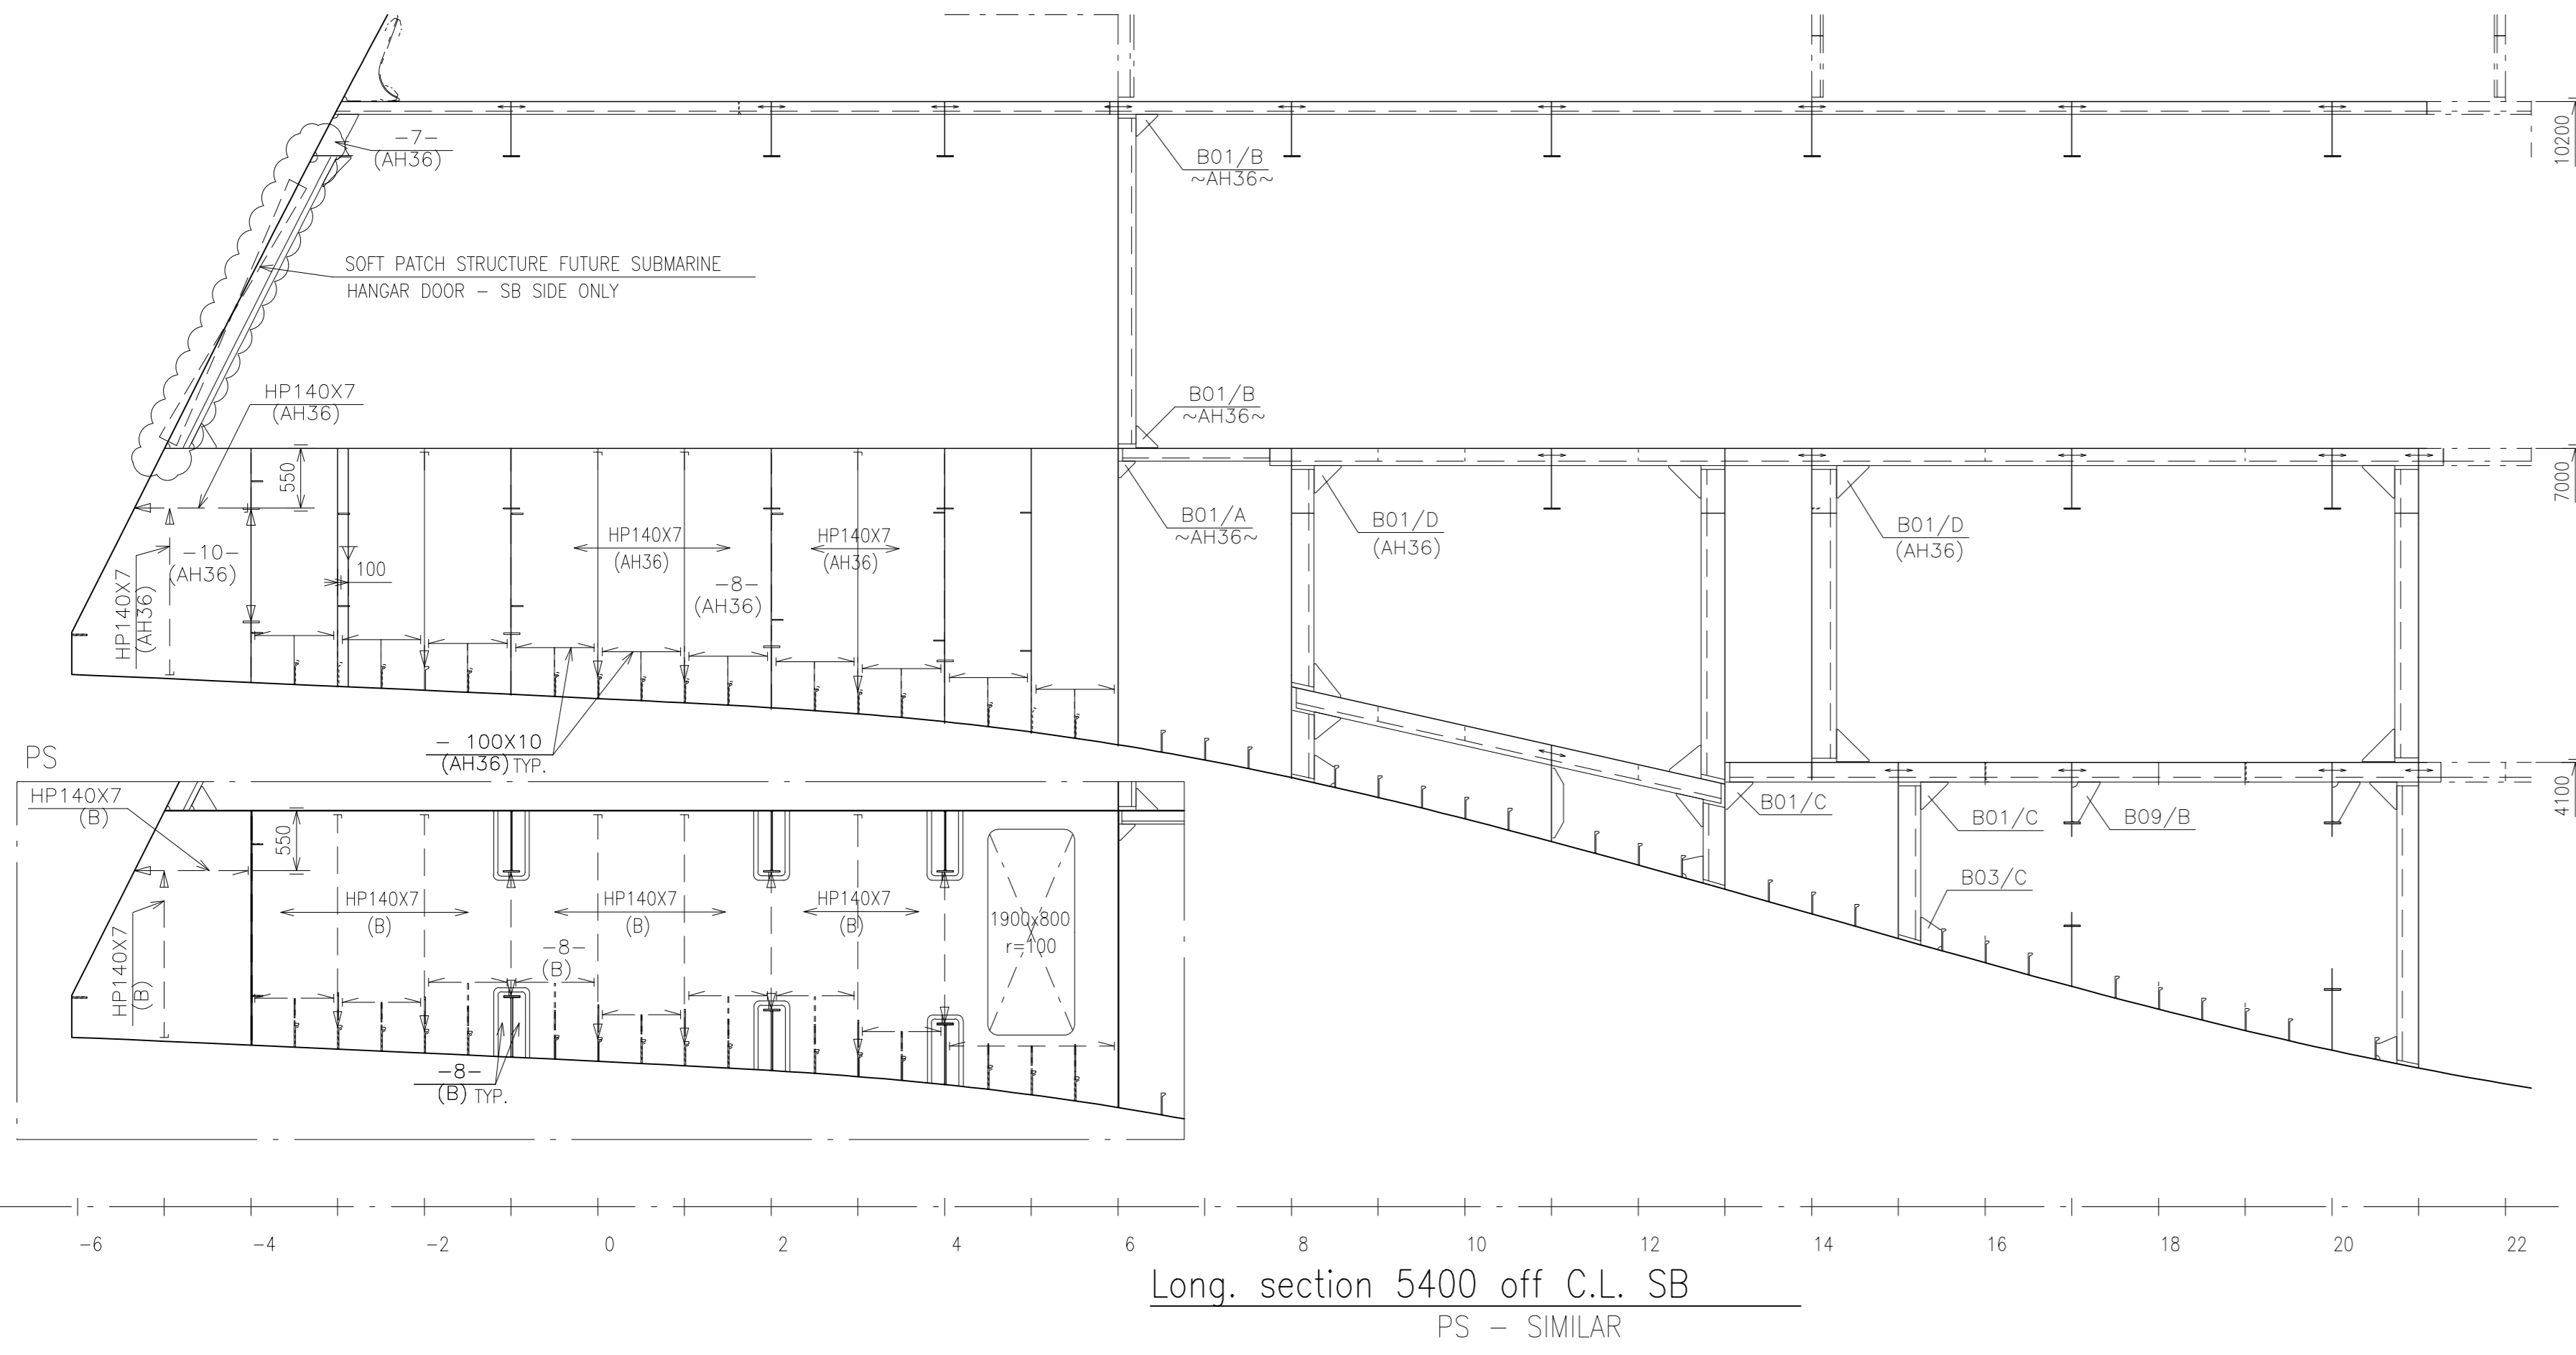 -7-
(AH36)
B01/B
~AH36~
10200
SOFT PATCH STRUCTURE FUTURE SUBMARINE
HANGAR DOOR - SB SIDE ONLY
HP140X7
(AH36)
B01/B
~AH36~
550
7000
B01/A
~AH36~
B01/D
(AH36)
B01/D
(AH36)
-10-
(AH36)
HP140X7
(AH36)
100
HP140X7
(AH36)
HP140X7
(AH36)
-8-
(AH36)
- 100X10
(AH36) TYP.
PS
HP140X7
(B)
550
HP140X7
(B)
HP140X7
(B)
HP140X7
(B)
HP140X7
(B)
-8-
(B)
1900x800
r=100
-8-
(B) TYP.
B01/C
B01/C
B09/B
B03/C
4100
-6 -4 -2 0 2 4 6 8 10 12 14 16 18 20 22
Long. section 5400 off C.L. SB
PS - SIMILAR